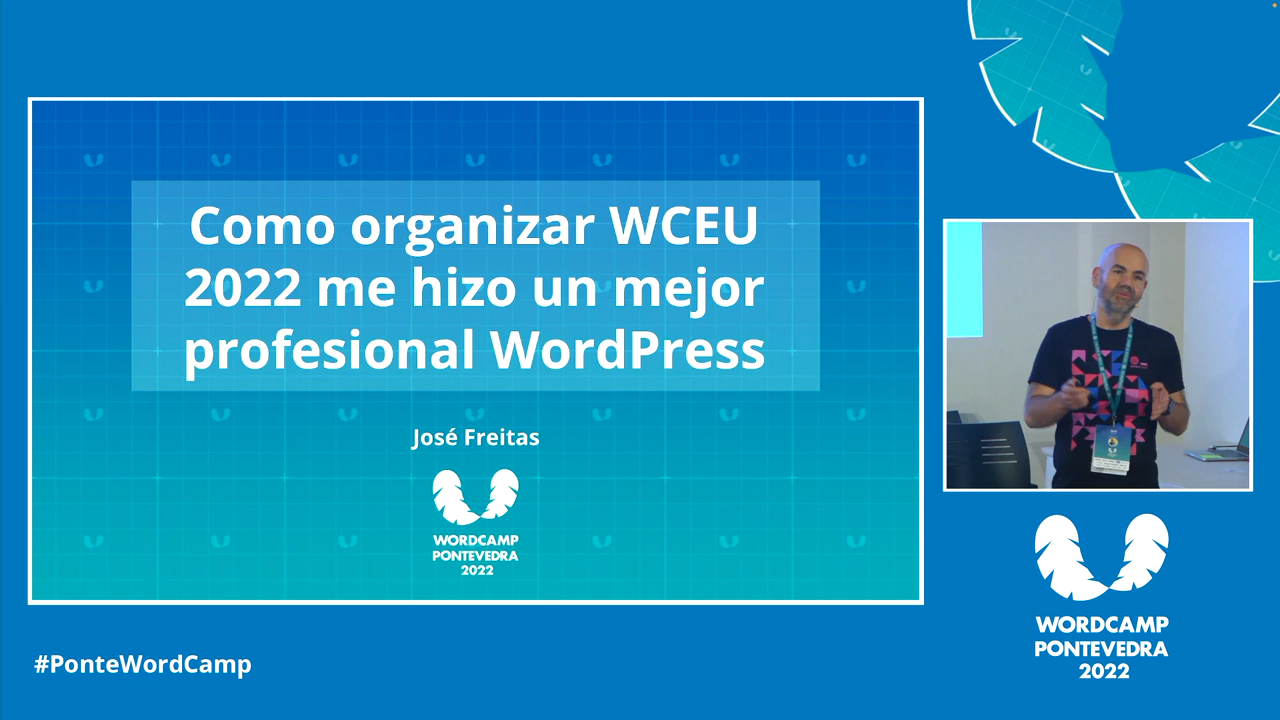 Como organizar WCEU
2022 me hizo un mejor
profesional WordPress
José Freitas
WORDCAMP
PONTEVEDRA
2022
WORDCAMP
PONTEVEDRA
2022
#PonteWordCamp